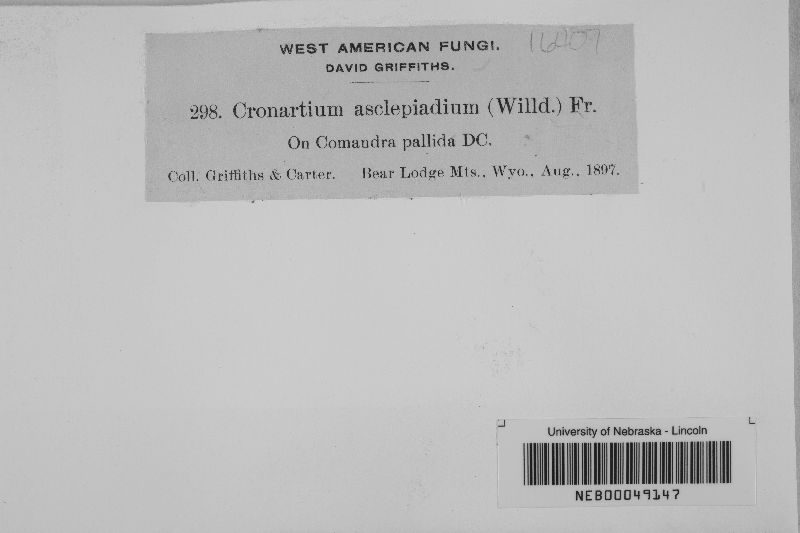 WEST AMERICAN FUNGI. 16409
DAVID GRIFFITHS.
298. Cronartium asclepiadium (Willd.) Fr.
On Comandra pallida DC.
Coll. Griffiths & Carter. Bear Lodge Mts., Wyo., Aug., 1897.
University of Nebraska - Lincoln
NEB00049147